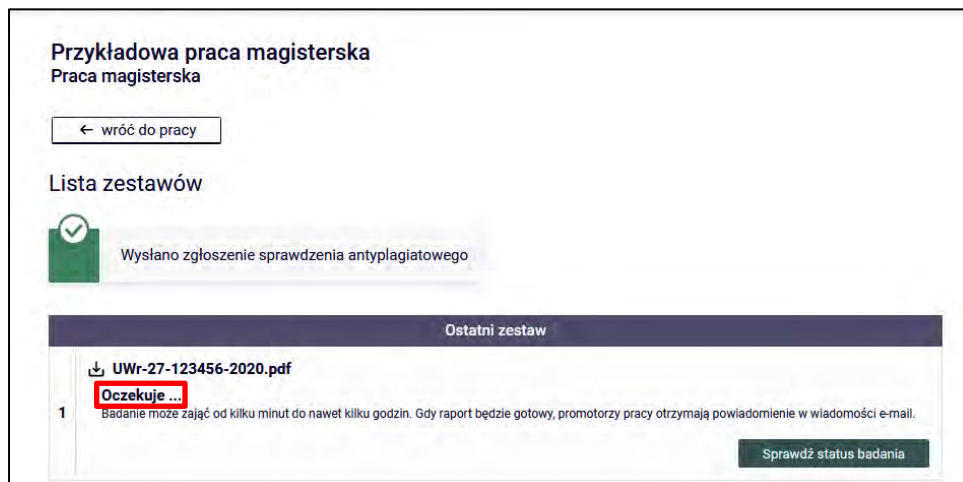 Przykładowa praca magisterska
Praca magisterska
← wróć do pracy
Lista zestawów
Wysłano zgłoszenie sprawdzenia antyplagiatowego
Ostatni zestaw
UWr-27-123456-2020.pdf
Oczekuje ...
1 Badanie może zająć od kilku minut do nawet kilku godzin. Gdy raport będzie gotowy, promotorzy pracy otrzymają powiadomienie w wiadomości e-mail.
Sprawdź status badania